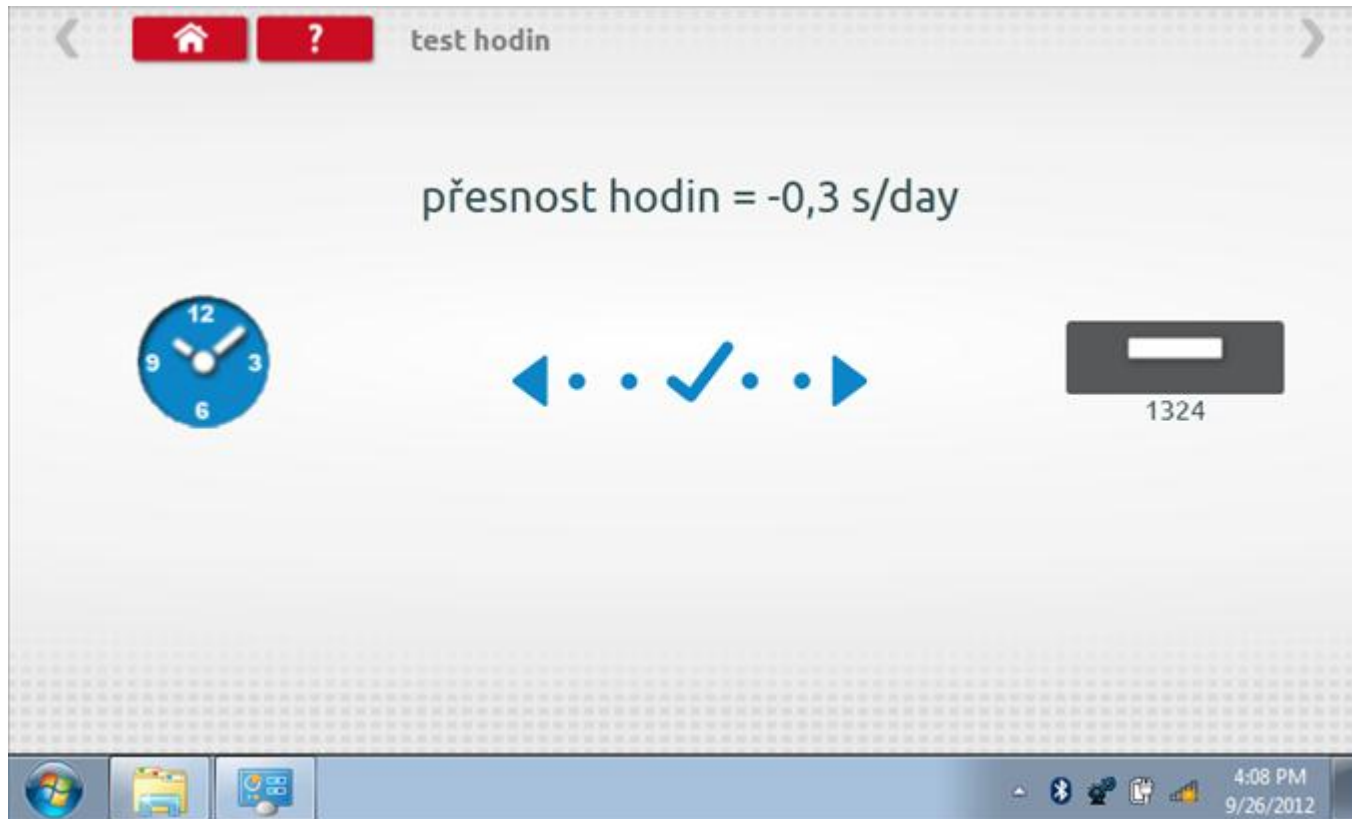 ? test hodin
přesnost hodin = -0,3 s/day
12
9 3
6
1324
4:08 PM
9/26/2012